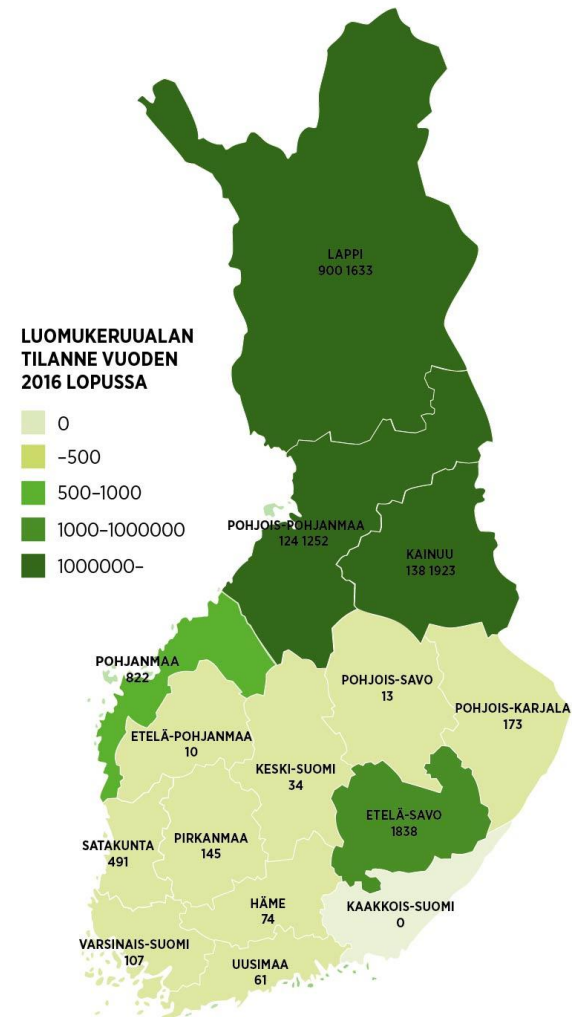 LAPPI
900 1633
LUOMUKERUUALAN
TILANNE VUODEN
2016 LOPUSSA
0
–500
500–1000
1000–1000000
1000000–
POHJOIS-POHJANMAA
124 1252
KAINUU
138 1923
POHJANMAA
822
POHJOIS-SAVO
13
POHJOIS-KARJALA
173
ETELÄ-POHJANMAA
10
KESKI-SUOMI
34
ETELÄ-SAVO
1838
SATAKUNTA
491
PIRKANMAA
145
HÄME
74
KAAKKOIS-SUOMI
0
VARSINAIS-SUOMI
107
UUSIMAA
61